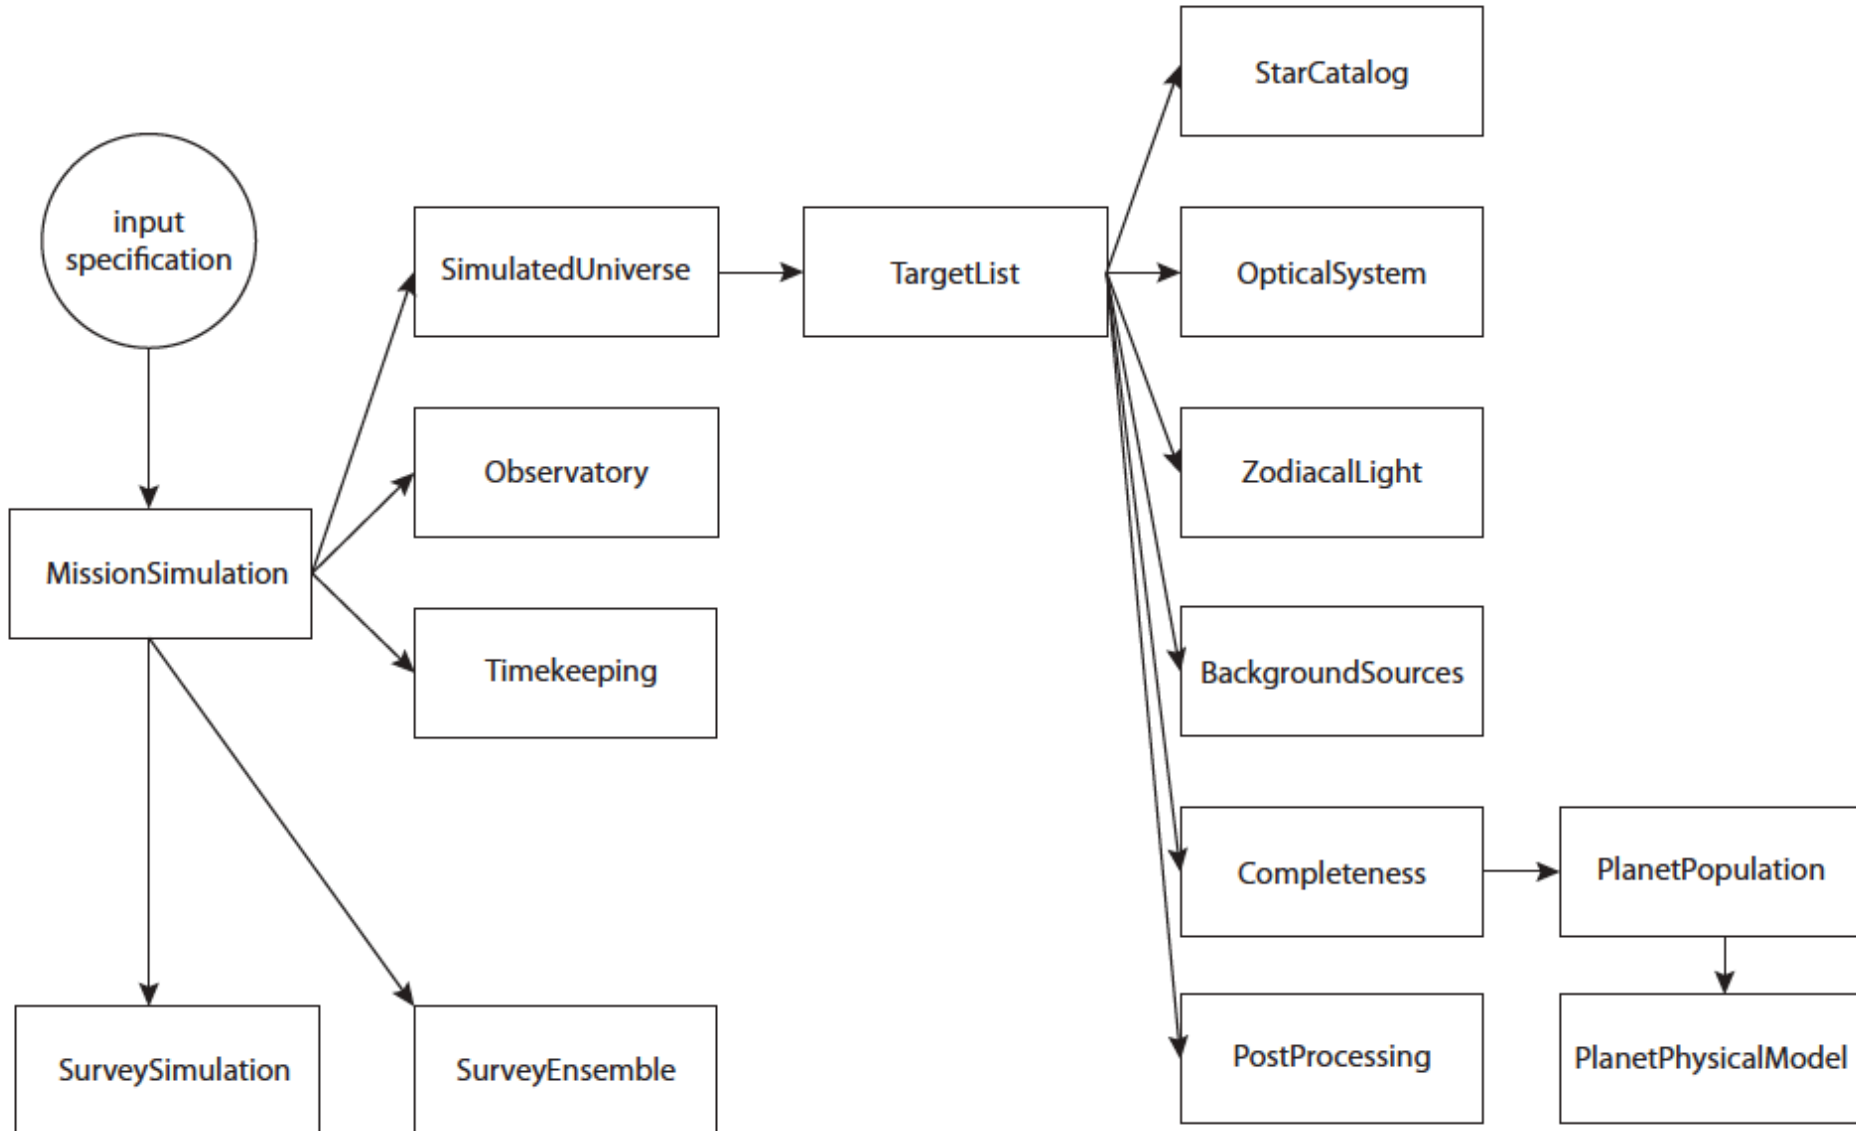 StarCatalog
input
specification
SimulatedUniverse
TargetList
OpticalSystem
Observatory
ZodiacalLight
MissionSimulation
Timekeeping
BackgroundSources
Completeness
PlanetPopulation
SurveySimulation
SurveyEnsemble
PostProcessing
PlanetPhysicalModel